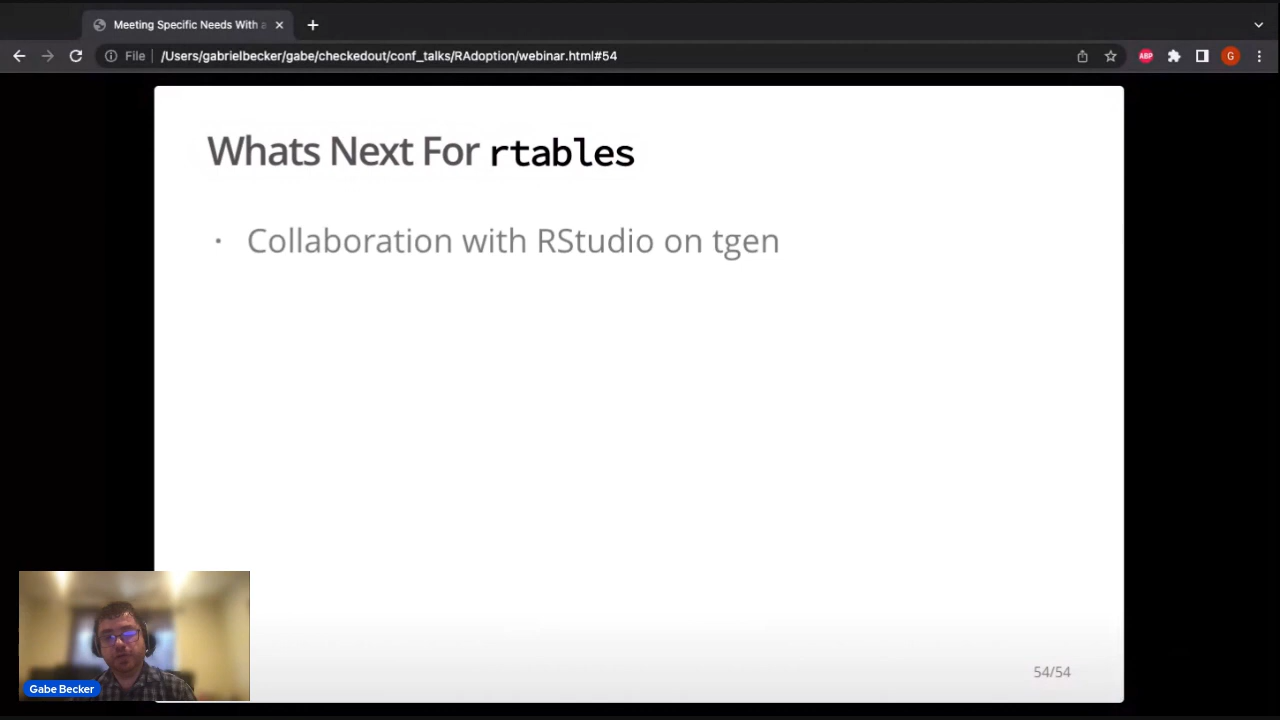 Meeting Specific Needs With a
File
/Users/gabrielbecker/gabe/checkedout/conf_talks/RAdoption/webinar.html#54
ABP
G
Whats Next For rtables
· Collaboration with RStudio on tgen
54/54
Gabe Becker